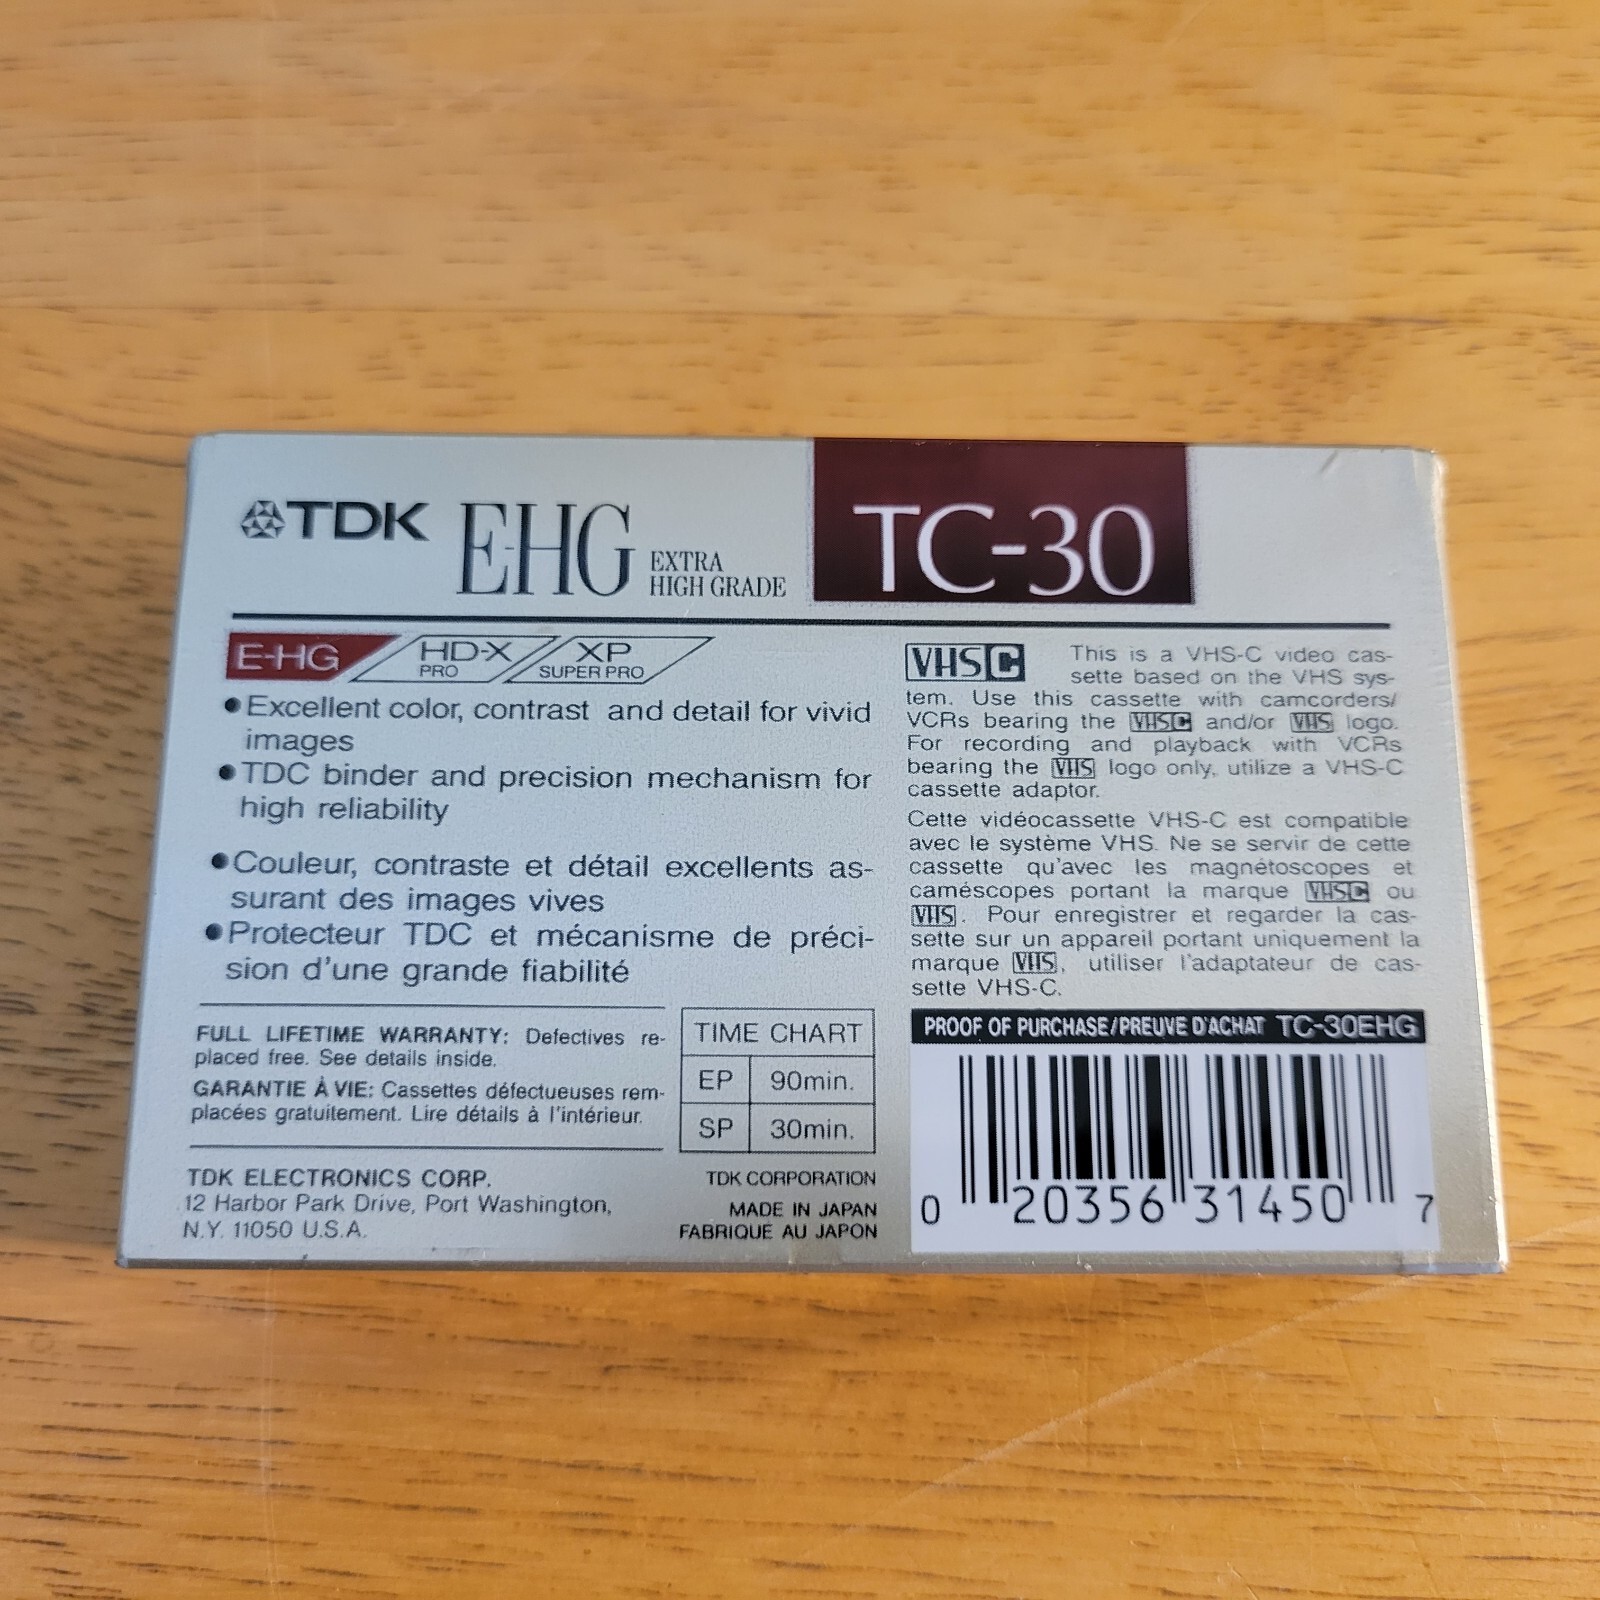 TDK E-HG EXTRA HIGH GRADE TC-30
E-HG HD-X PRO XP SUPER PRO
●Excellent color, contrast and detail for vivid
images
●TDC binder and precision mechanism for
high reliability
●Couleur, contraste et détail excellents as-
surant des images vives
●Protecteur TDC et mécanisme de préci-
sion d'une grande fiabilité
FULL LIFETIME WARRANTY: Defectives re-
placed free. See details inside.
GARANTIE À VIE: Cassettes défectueuses rem-
placées gratuitement. Lire détails à l'intérieur.
TIME CHART
EP 90min.
SP 30min.
TDK ELECTRONICS CORP.
12 Harbor Park Drive, Port Washington,
N.Y. 11050 U.S.A.
TDK CORPORATION
MADE IN JAPAN
FABRIQUÉ AU JAPON
VHS C This is a VHS-C video cas-
sette based on the VHS sys-
tem. Use this cassette with camcorders/
VCRs bearing the VHS C and/or VHS logo.
For recording and playback with VCRs
bearing the VHS logo only, utilize a VHS-C
cassette adaptor.
Cette vidéocassette VHS-C est compatible
avec le système VHS. Ne se servir de cette
cassette qu'avec les magnétoscopes et
caméscopes portant la marque VHS C ou
VHS. Pour enregistrer et regarder la cas-
sette sur un appareil portant uniquement la
marque VHS, utiliser l'adaptateur de cas-
sette VHS-C.
PROOF OF PURCHASE/PREUVE D'ACHAT TC-30EHG
0 20356 31450 7